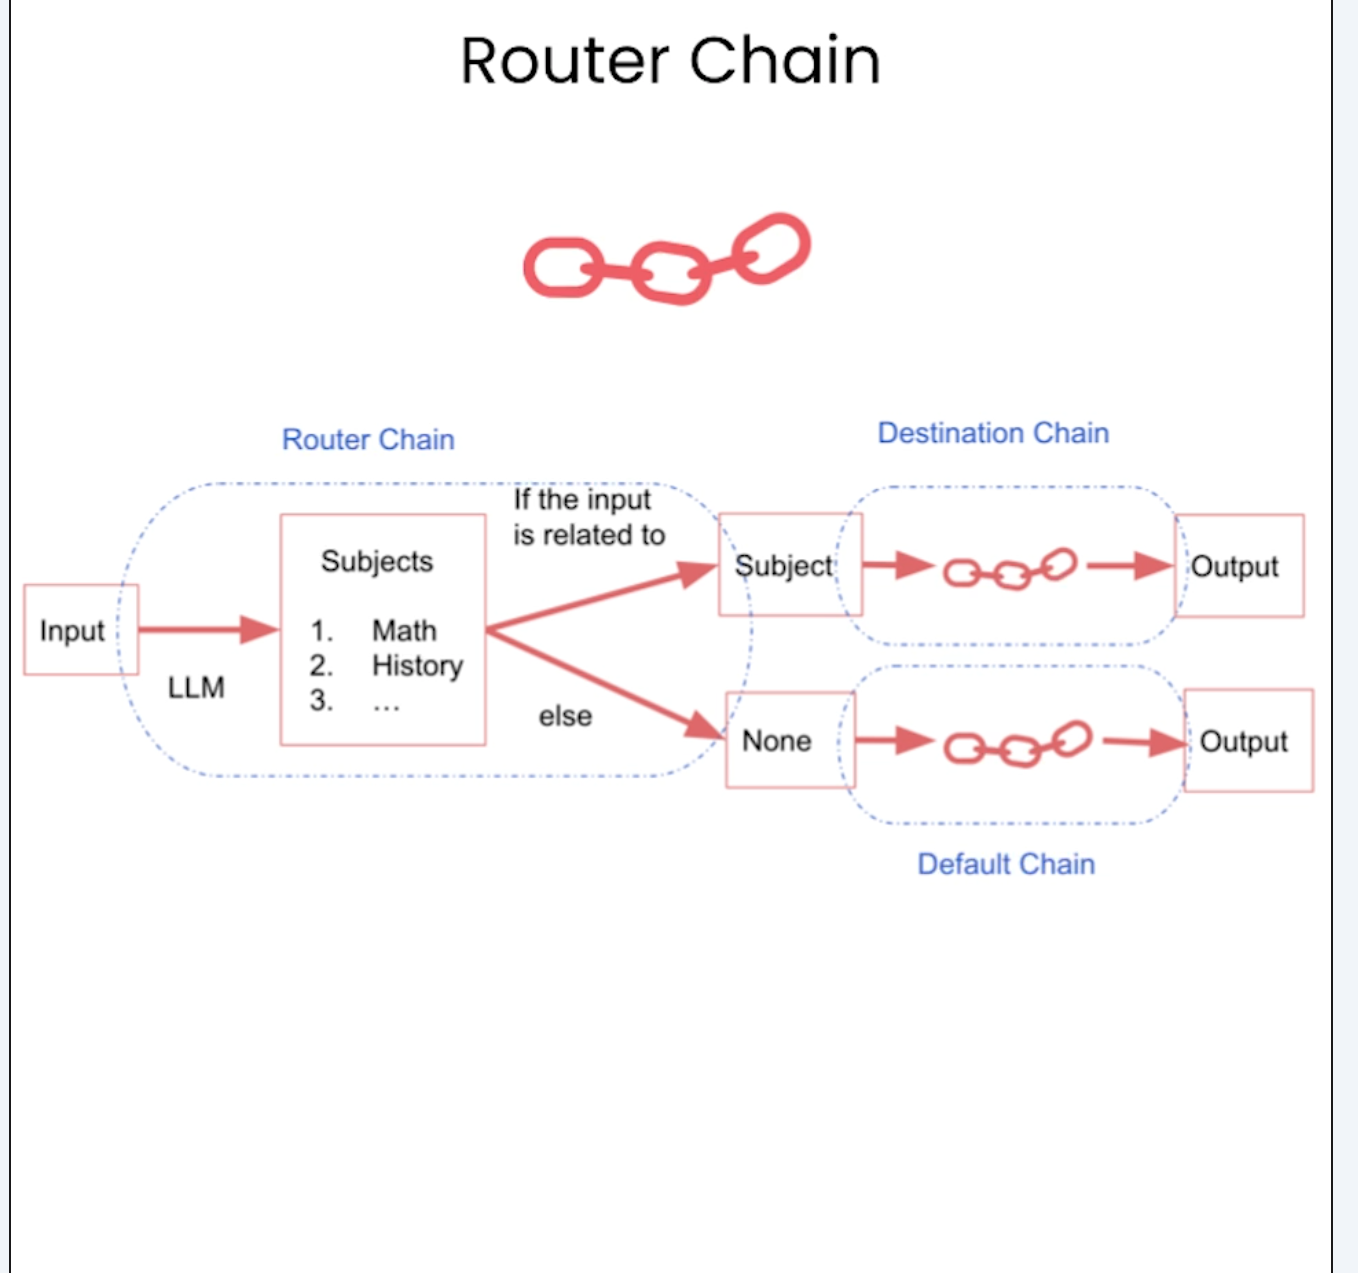 Router Chain
Router Chain
Destination Chain
If the input
is related to
Subjects
1. Math
2. History
3. ...
Input
LLM
else
Subject
Output
None
Output
Default Chain